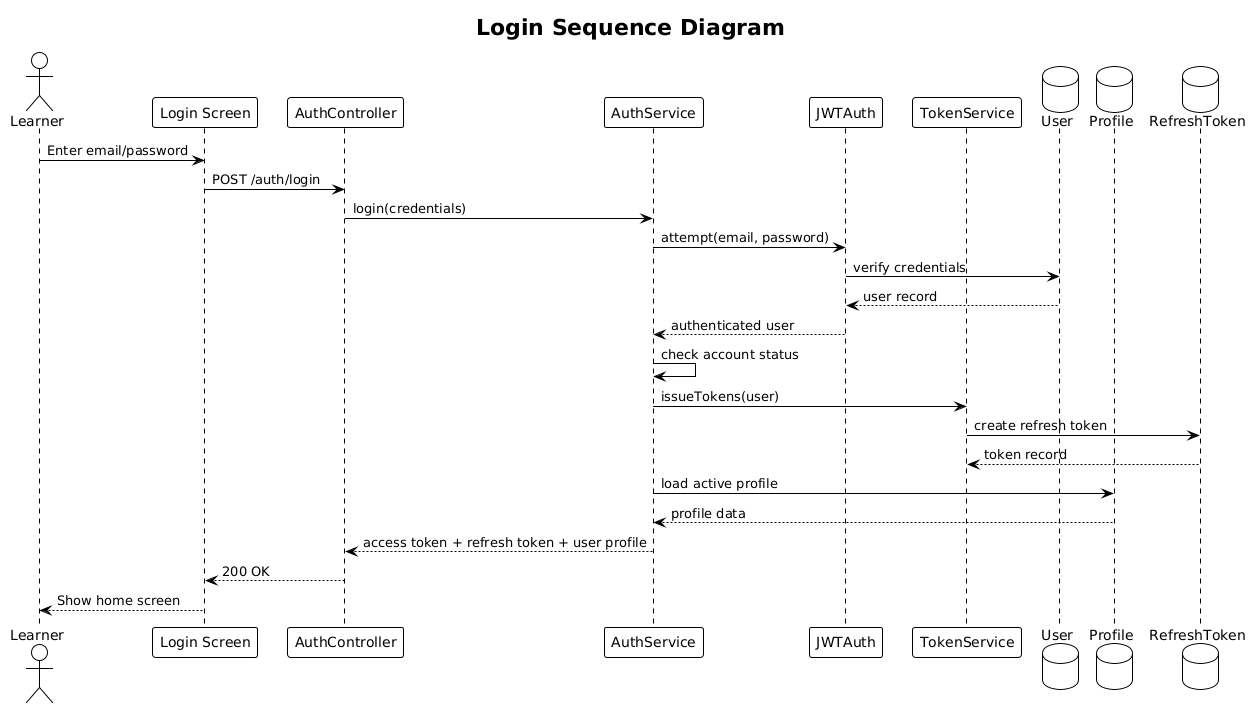 Login Sequence Diagram
Learner
Login Screen
AuthController
AuthService
JWTAuth
TokenService
User
Profile
RefreshToken
Enter email/password
POST /auth/login
login(credentials)
attempt(email, password)
verify credentials
user record
authenticated user
check account status
issueTokens(user)
create refresh token
token record
load active profile
profile data
access token + refresh token + user profile
200 OK
Show home screen
Learner
Login Screen
AuthController
AuthService
JWTAuth
TokenService
User
Profile
RefreshToken